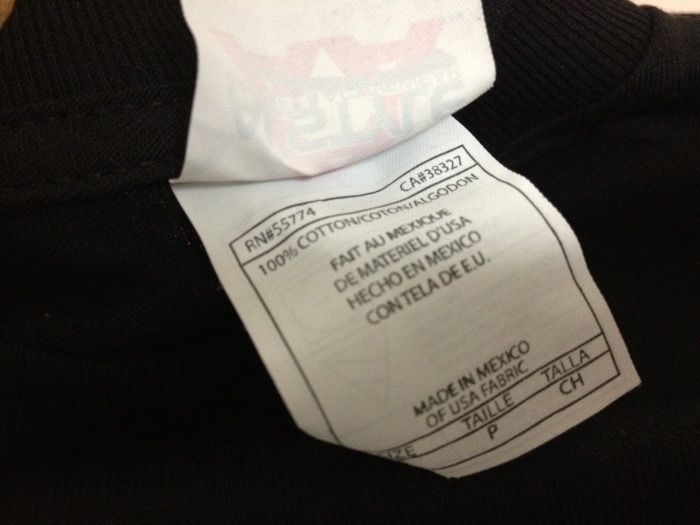 RN#55774 CA#38327
100% COTTON/COTON/ALGODON
FAIT AU MEXIQUE
DE MATERIEL D'USA
HECHO EN MEXICO
CON TELA DE E.U.
MADE IN MEXICO
OF USA FABRIC
TAILLE TALLA
P CH